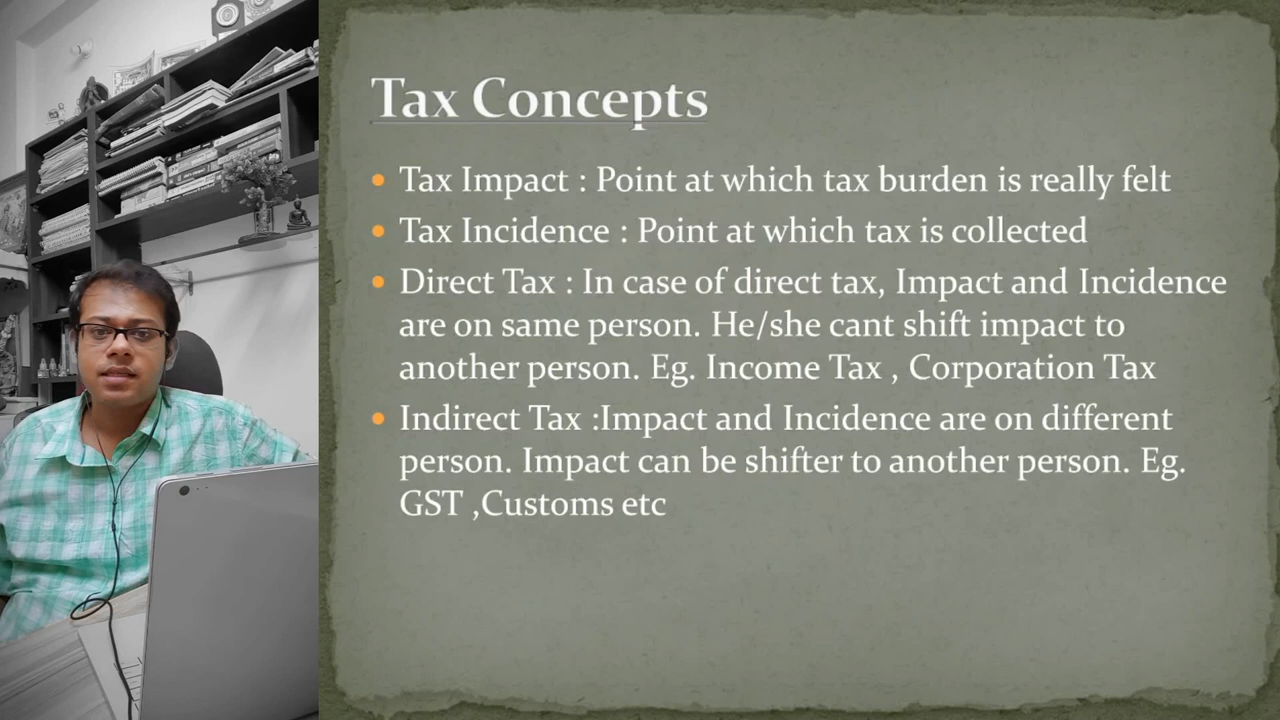 Tax Concepts
Tax Impact : Point at which tax burden is really felt
Tax Incidence : Point at which tax is collected
Direct Tax : In case of direct tax, Impact and Incidence
are on same person. He/she cant shift impact to
another person. Eg. Income Tax , Corporation Tax
Indirect Tax :Impact and Incidence are on different
person. Impact can be shifter to another person. Eg.
GST ,Customs etc